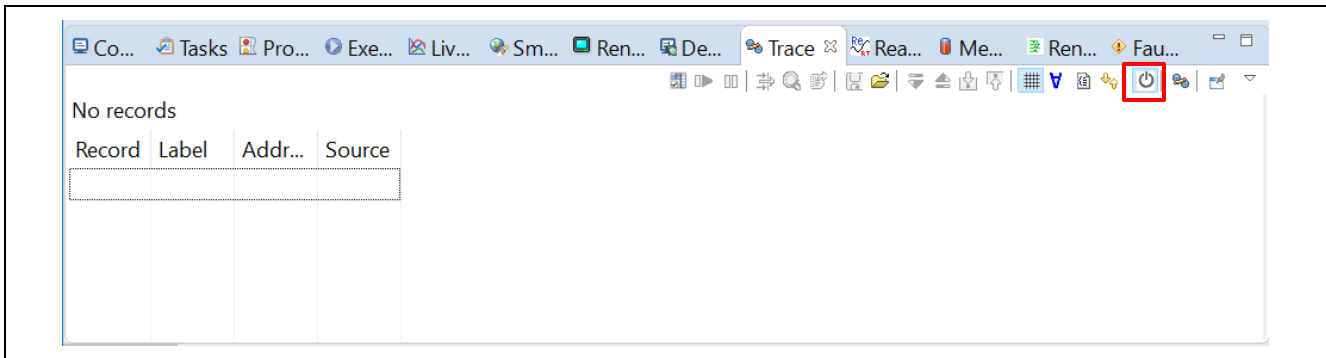 Co... Tasks Pro... Exe... Liv... Sm... Ren... De... Trace Rea... Me... Ren... Fau...
No records
Record Label Addr... Source